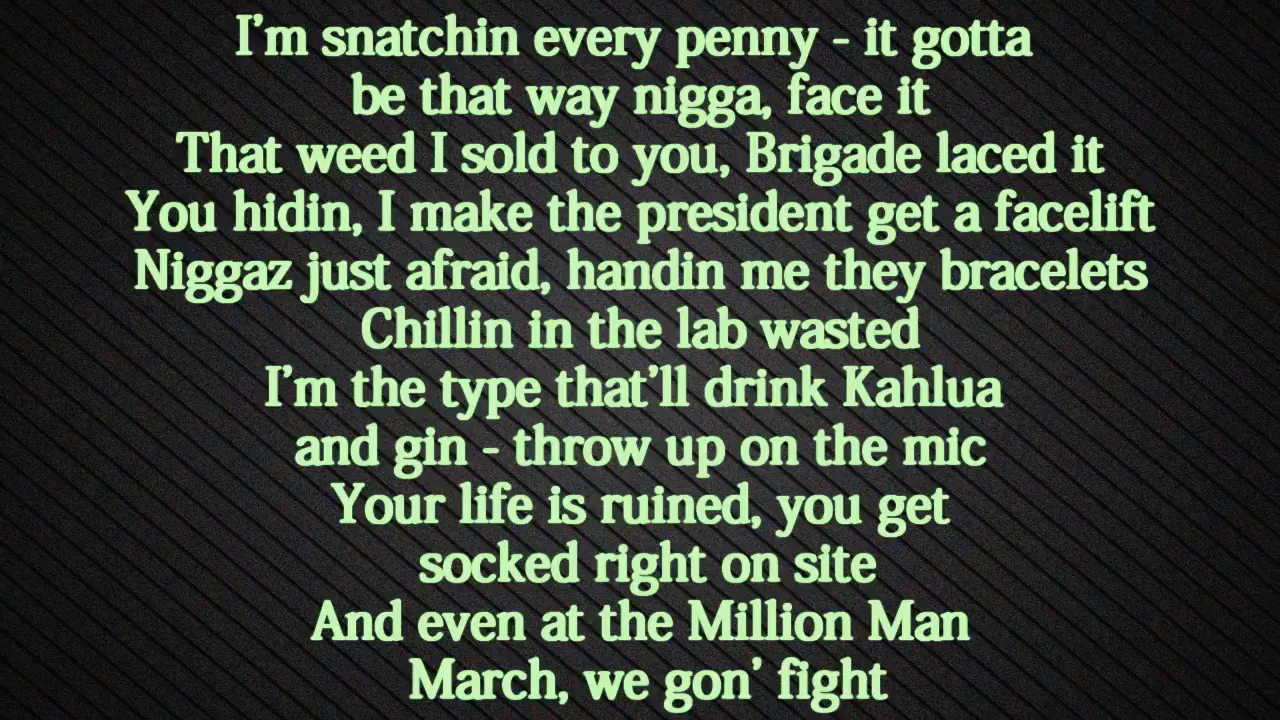 I'm snatchin every penny - it gotta
be that way nigga, face it
That weed I sold to you, Brigade laced it
You hidin, I make the president get a facelift
Niggaz just afraid, handin me they bracelets
Chillin in the lab wasted
I'm the type that'll drink Kahlua
and gin - throw up on the mic
Your life is ruined, you get
socked right on site
And even at the Million Man
March, we gon' fight